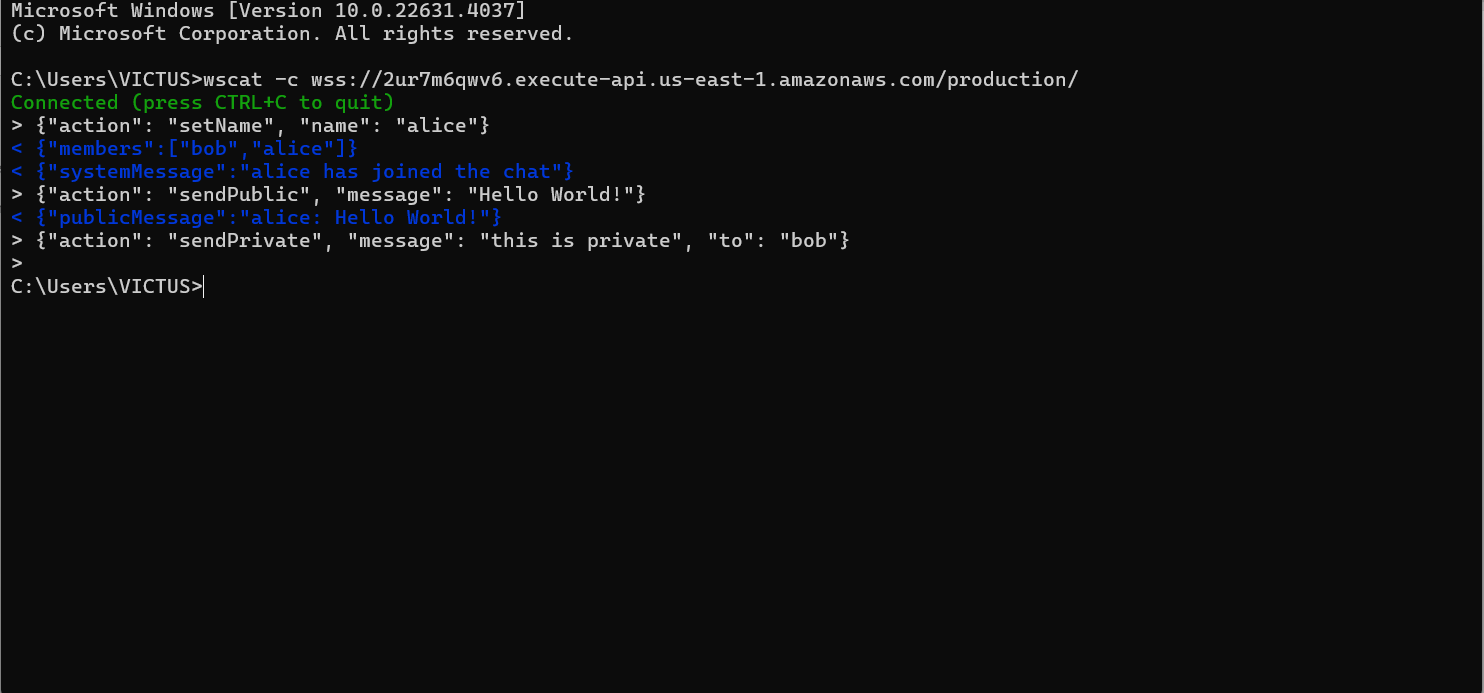 Microsoft Windows [Version 10.0.22631.4037]
(c) Microsoft Corporation. All rights reserved.
C:\Users\VICTUS>wscat -c wss://2ur7m6qwv6.execute-api.us-east-1.amazonaws.com/production/
Connected (press CTRL+C to quit)
> {"action": "setName", "name": "alice"}
< {"members":["bob","alice"]}
< {"systemMessage":"alice has joined the chat"}
> {"action": "sendPublic", "message": "Hello World!"}
< {"publicMessage":"alice: Hello World!"}
> {"action": "sendPrivate", "message": "this is private", "to": "bob"}
>
C:\Users\VICTUS>